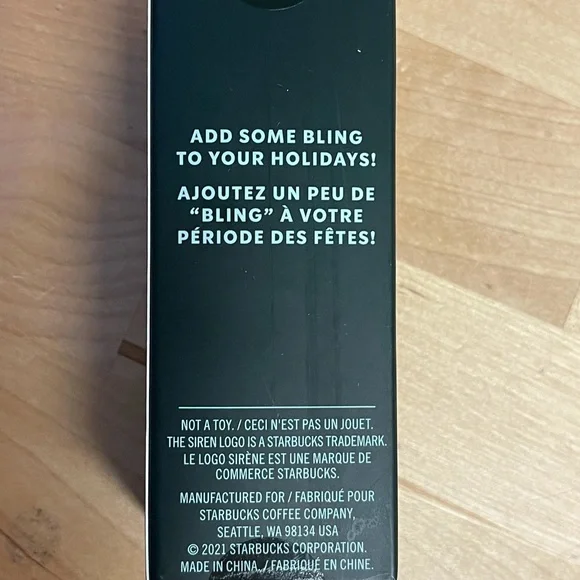 ADD SOME BLING
TO YOUR HOLIDAYS!
AJOUTEZ UN PEU DE
“BLING” À VOTRE
PÉRIODE DES FÊTES!
NOT A TOY. / CECI N'EST PAS UN JOUET.
THE SIREN LOGO IS A STARBUCKS TRADEMARK.
LE LOGO SIRÈNE EST UNE MARQUE DE
COMMERCE STARBUCKS.
MANUFACTURED FOR / FABRIQUÉ POUR
STARBUCKS COFFEE COMPANY,
SEATTLE, WA 98134 USA
© 2021 STARBUCKS CORPORATION.
MADE IN CHINA. / FABRIQUÉ EN CHINE.